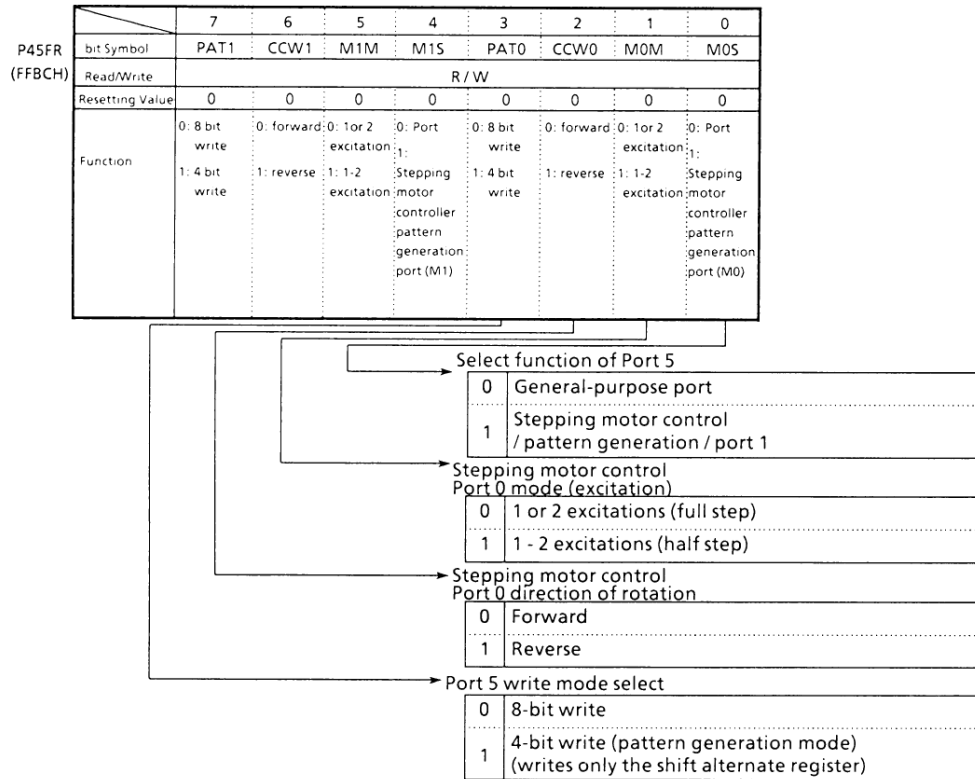 7 6 5 4 3 2 1 0
P45FR bit Symbol PAT1 CCW1 M1M M1S PAT0 CCW0 M0M M0S
(FFBCH) Read/Write R / W
Resetting Value 0 0 0 0 0 0 0 0
Function
0: 8 bit write
1: 4 bit write
0: forward
1: reverse
0: 1or 2 excitation
1: 1-2 excitation
0: Port
1:
Stepping
motor
controller
pattern
generation
port (M1)
0: 8 bit write
1: 4 bit write
0: forward
1: reverse
0: 1or 2 excitation
1: 1-2 excitation
0: Port
1:
Stepping
motor
controller
pattern
generation
port (M0)
Select function of Port 5
0 General-purpose port
1 Stepping motor control
/ pattern generation / port 1
Stepping motor control
Port 0 mode (excitation)
0 1 or 2 excitations (full step)
1 1 - 2 excitations (half step)
Stepping motor control
Port 0 direction of rotation
0 Forward
1 Reverse
Port 5 write mode select
0 8-bit write
1 4-bit write (pattern generation mode)
(writes only the shift alternate register)